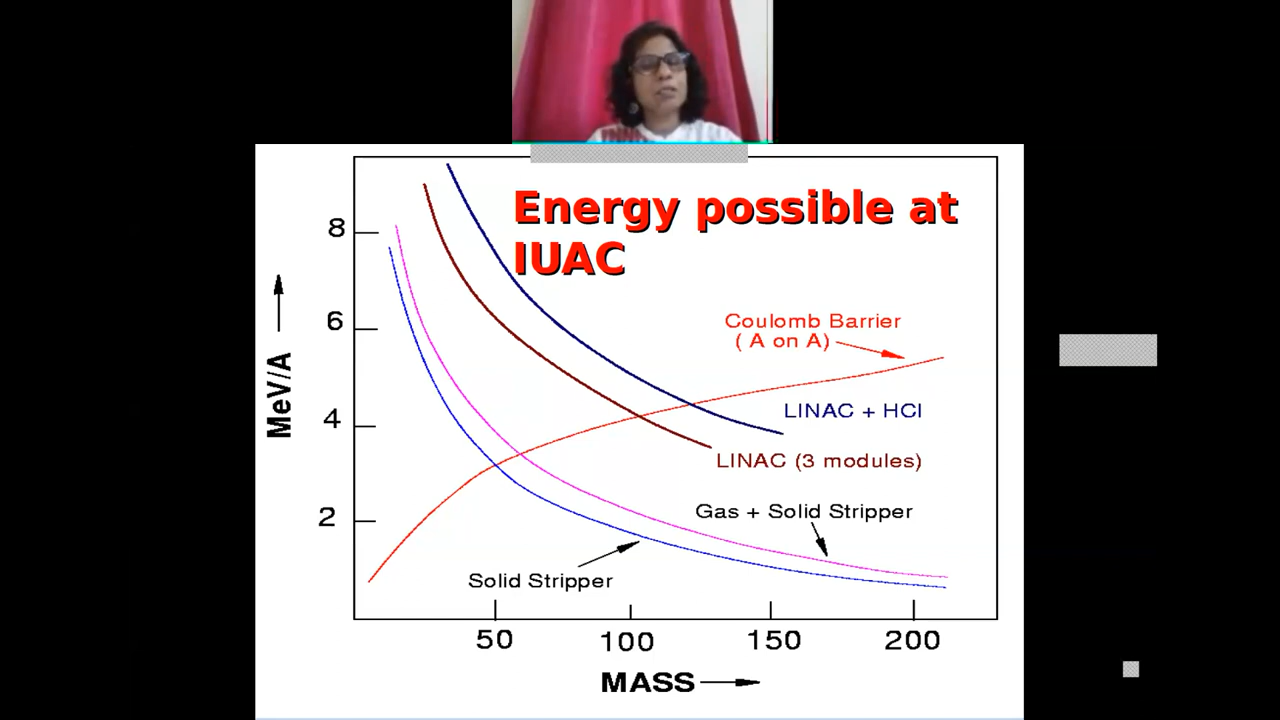 Energy possible at
IUAC
8
6
4
2
MeV/A
Coulomb Barrier
( A on A)
LINAC + HCI
LINAC (3 modules)
Gas + Solid Stripper
Solid Stripper
50
100
150
200
MASS